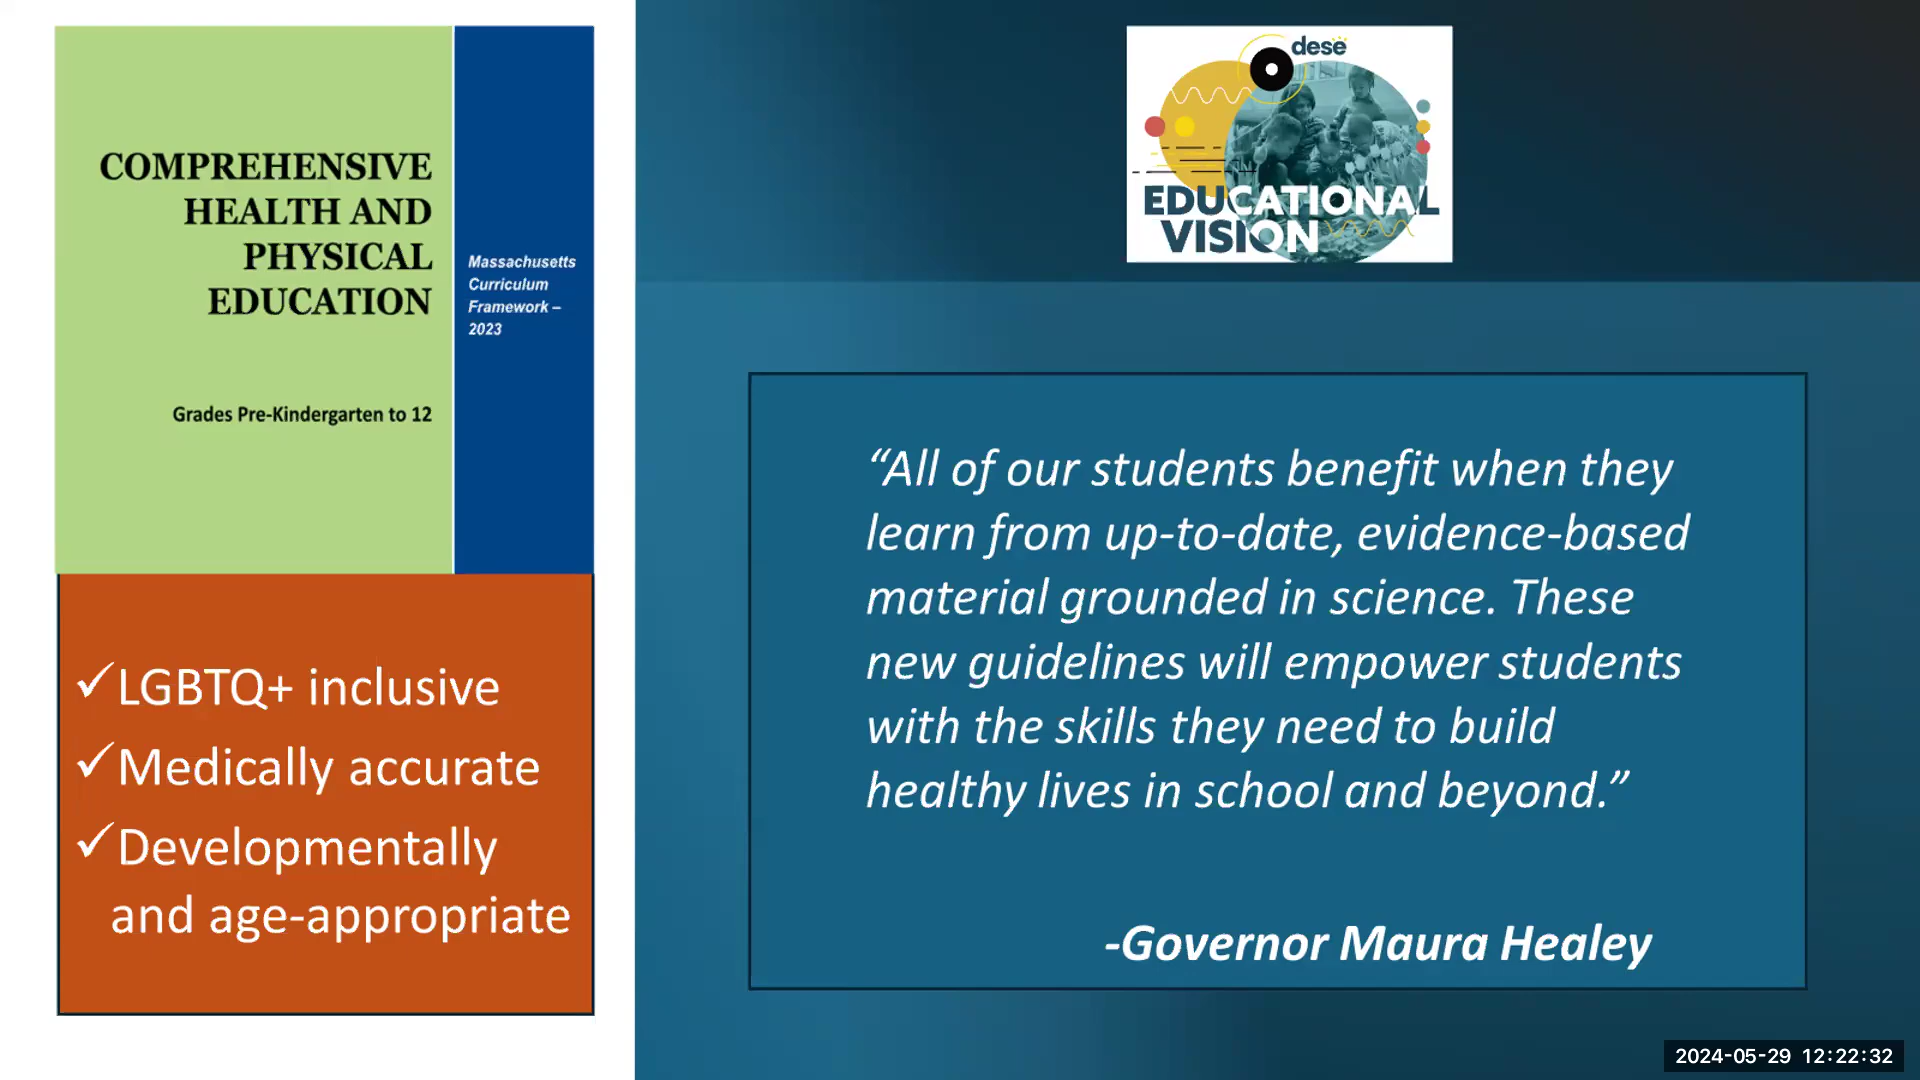 COMPREHENSIVE
HEALTH AND
PHYSICAL
EDUCATION
Grades Pre-Kindergarten to 12
Massachusetts
Curriculum
Framework –
2023
✓LGBTQ+ inclusive
✓Medically accurate
✓Developmentally
and age-appropriate
dese
EDUCATIONAL
VISION
“All of our students benefit when they
learn from up-to-date, evidence-based
material grounded in science. These
new guidelines will empower students
with the skills they need to build
healthy lives in school and beyond.”
-Governor Maura Healey
2024-05-29 12:22:32